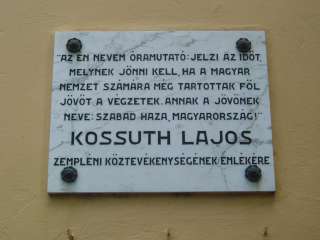 "AZ ÉN NEVEM ÓRAMUTATÓ: JELZI AZ IDŐT,
MELYNEK JÖNNI KELL, HA A MAGYAR
NEMZET SZÁMÁRA MÉG TARTOTTAK FÖL
JÖVŐT A VÉGZETEK. ANNAK A JÖVŐNEK
NEVE: SZABAD HAZA, MAGYARORSZÁG!"
KOSSUTH LAJOS
ZEMPLÉNI KÖZTEVÉKENYSÉGÉNEK EMLÉKÉRE